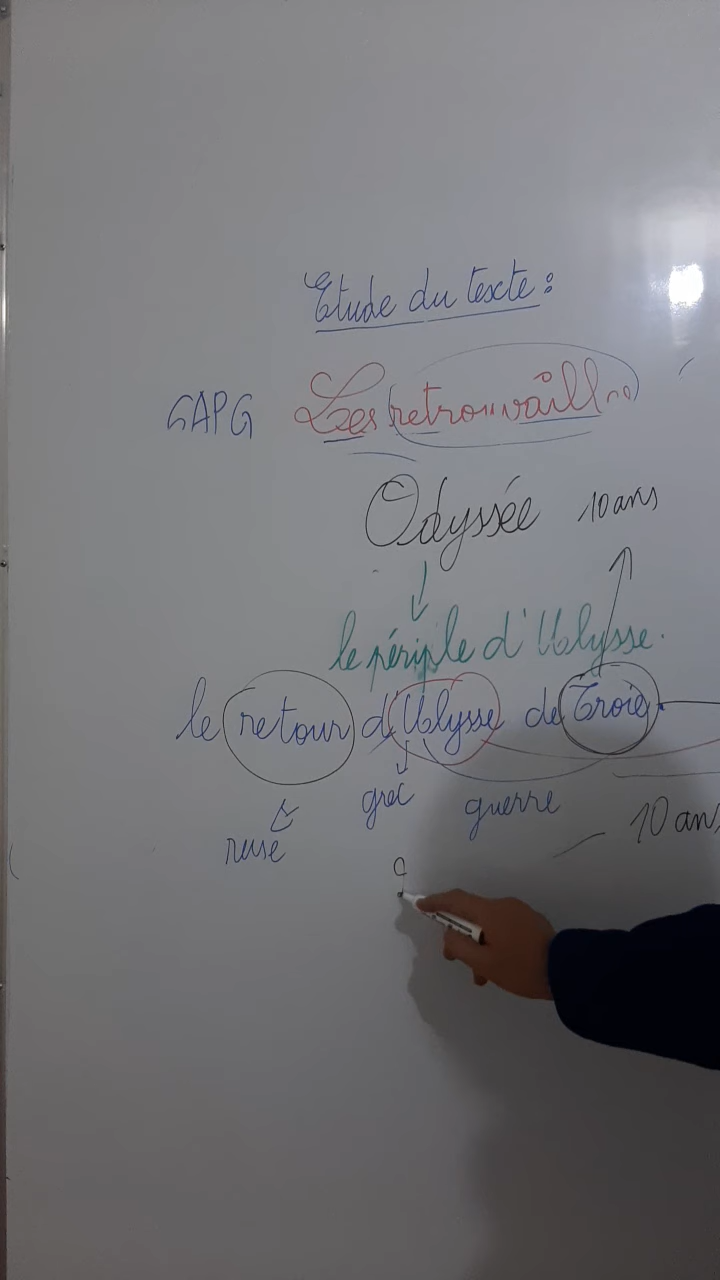 Etude du texte :
GAPG Les retrouvailles
Odyssée 10 ans
le périple d'Ulysse.
le retour d'Ulysse de Troie
grec guerre 10 ans
rusé